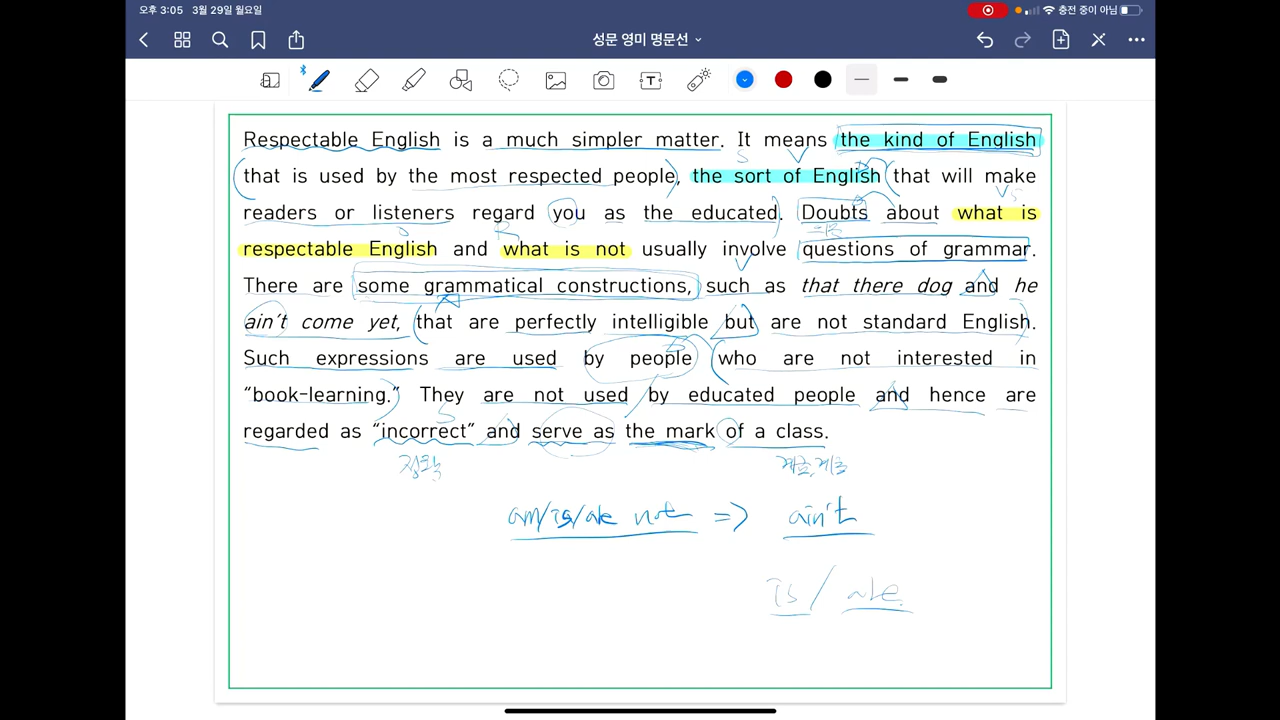 오후 3:05 3월 29일 월요일
충전 중이 아님
성문 영미 명문선
Respectable English is a much simpler matter. It means the kind of English
S V
that is used by the most respected people, the sort of English that will make
V S
readers or listeners regard you as the educated. Doubts about what is
respectable English and what is not usually involve questions of grammar.
V
There are some grammatical constructions, such as that there dog and he
ain't come yet, that are perfectly intelligible but are not standard English.
Such expressions are used by people who are not interested in
“book-learning.” They are not used by educated people and hence are
S
regarded as “incorrect” and serve as the mark of a class.
am/is/are not => ain't
is / are